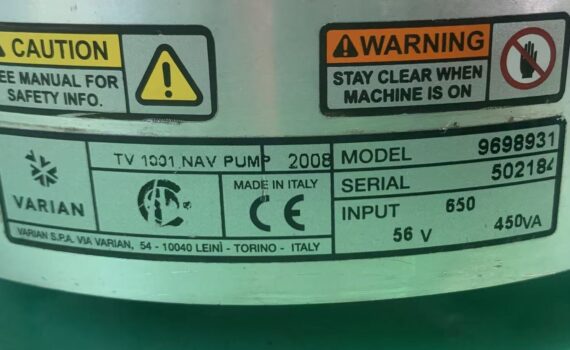 CAUTION
EE MANUAL FOR
SAFETY INFO.
WARNING
STAY CLEAR WHEN
MACHINE IS ON
VARIAN
TV 1001 NAV PUMP 2008
MADE IN ITALY
CE
MODEL 9698931
SERIAL 502184
INPUT 650
56 V 450VA
VARIAN S.P.A. VIA VARIAN, 54 - 10040 LEINÌ - TORINO - ITALY